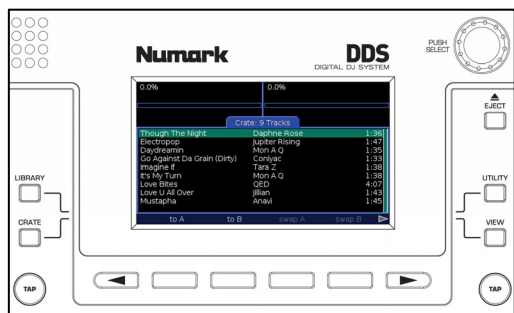 Numark
DDS
DIGITAL DJ SYSTEM
PUSH
SELECT
0.0% 0.0%
Crate: 9 Tracks
Though The Night Daphne Rose 1:36
Electropop Jupiter Rising 1:47
Daydreamin Mon A Q 1:35
Go Against Da Grain (Dirty) Coniyac 1:33
Imagine If Tara Z 1:38
It's My Turn Mon A Q 1:38
Love Bites QED 4:07
Love U All Over Jillian 1:43
Mustapha Anavi 1:45
to A to B swap A swap B
EJECT
LIBRARY
UTILITY
CRATE
VIEW
TAP
TAP